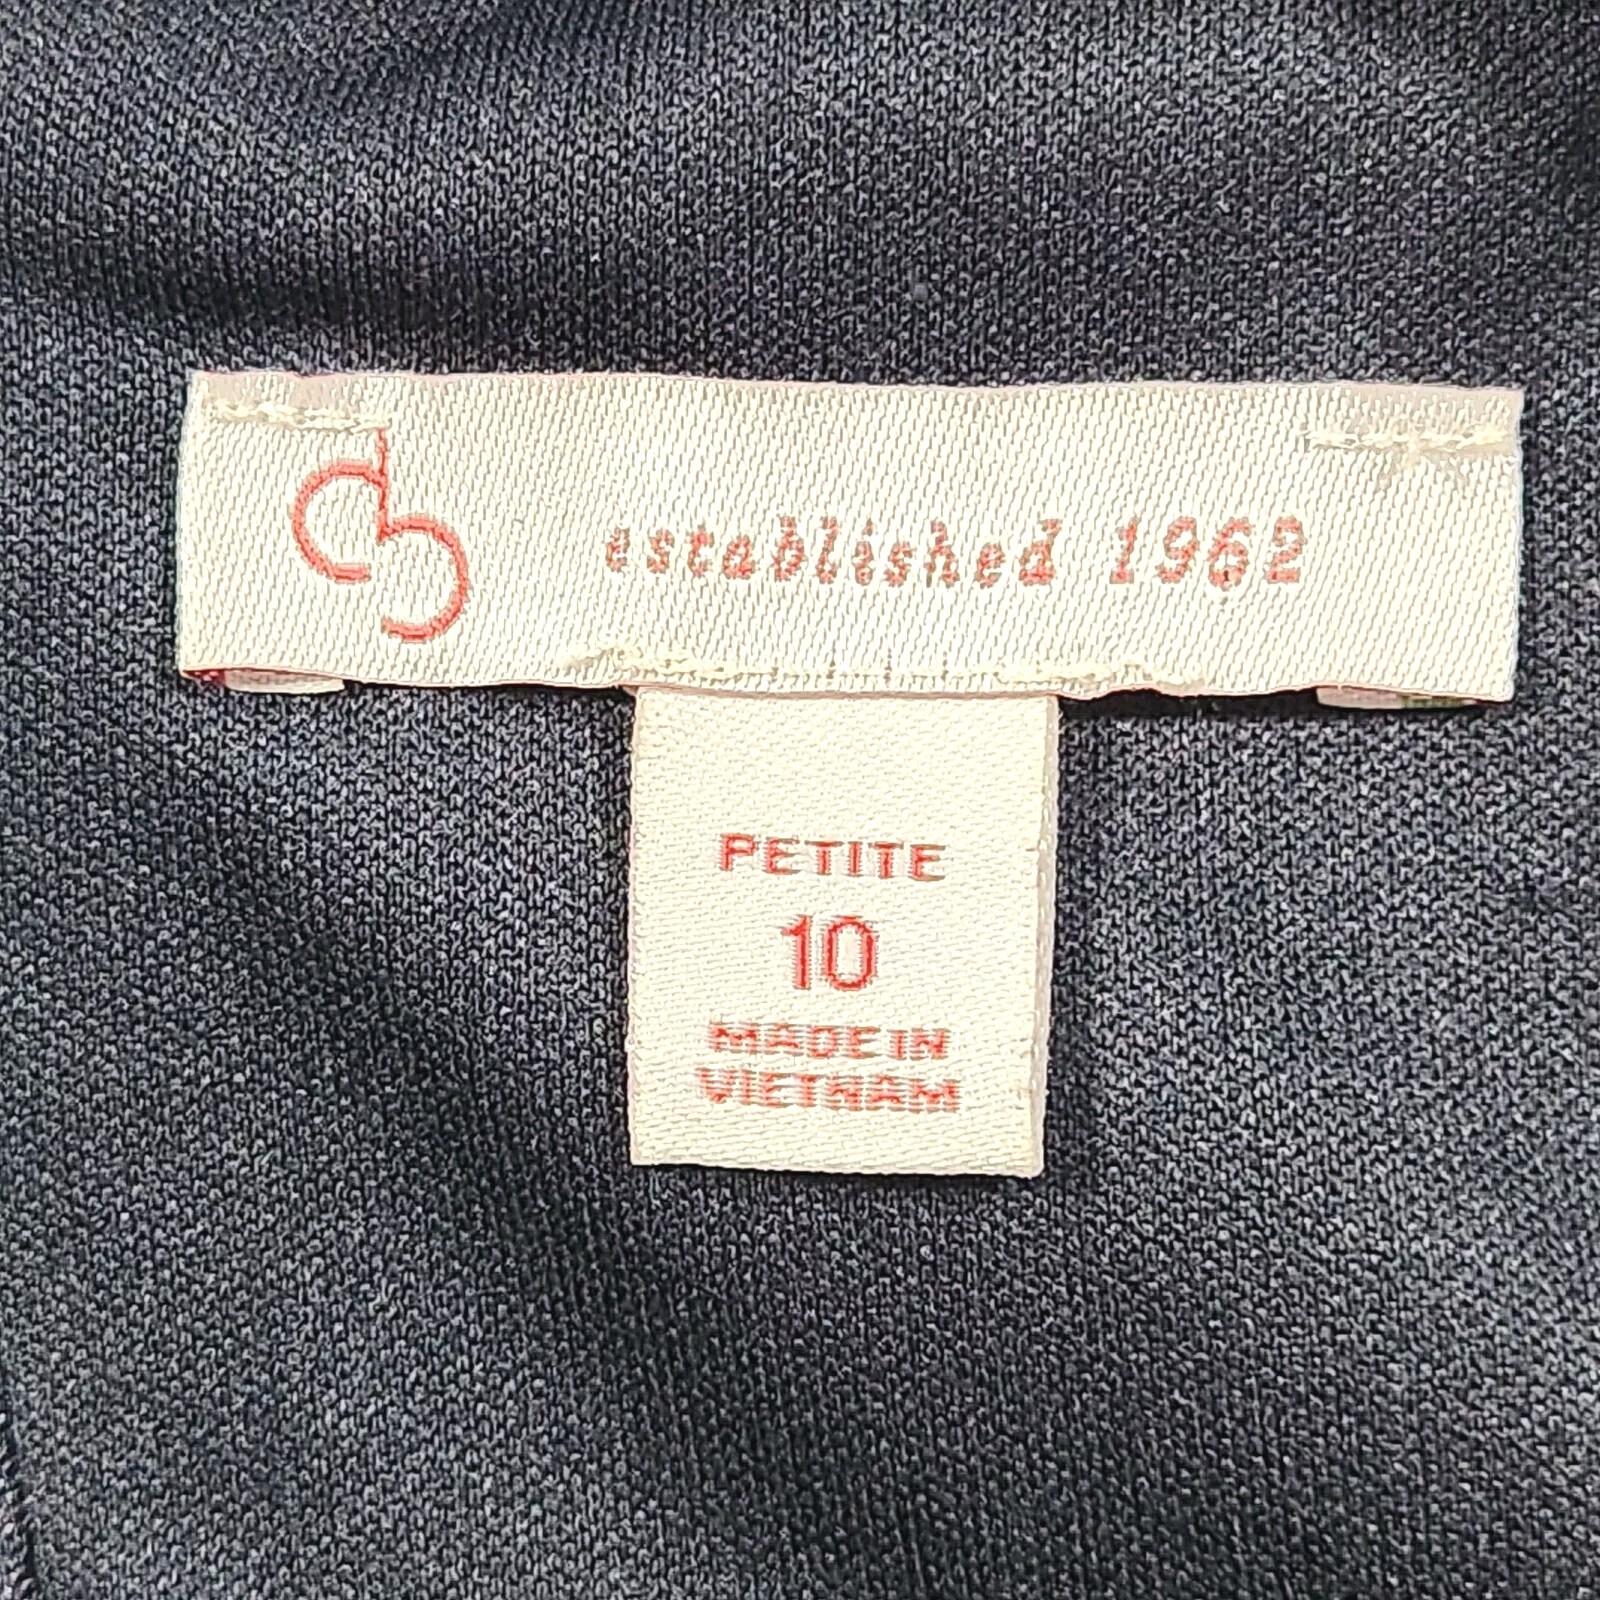 cb established 1962
PETITE
10
MADE IN
VIETNAM